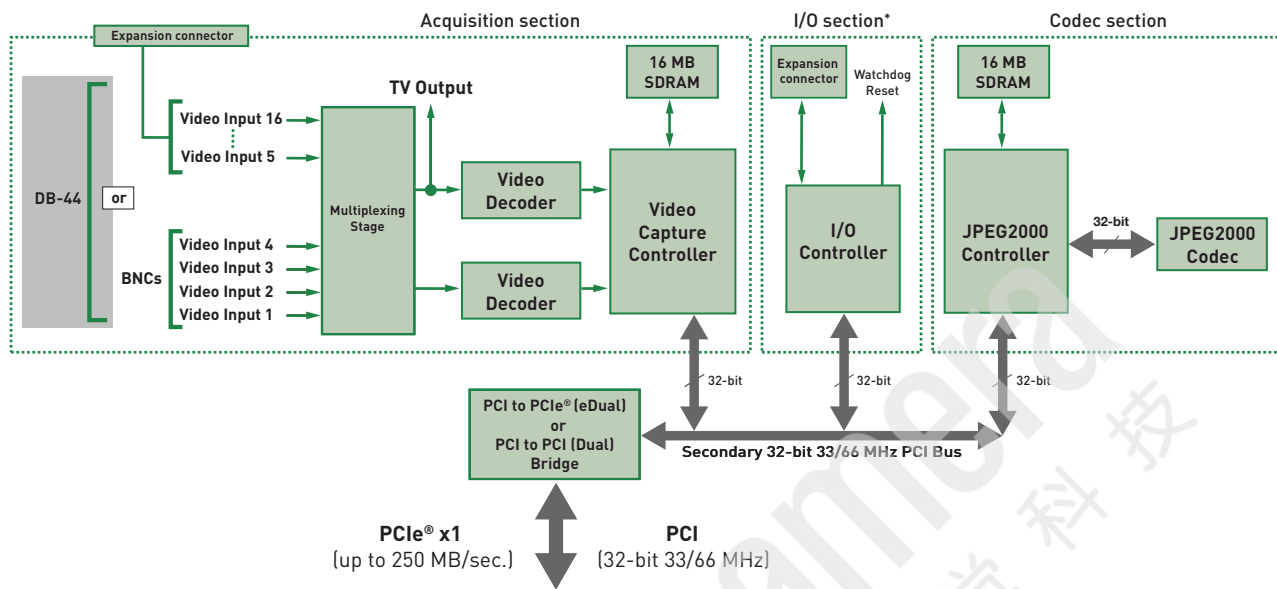 Acquisition section
I/O section*
Codec section
Expansion connector
DB-44
or
Video Input 16
Video Input 5
BNCs
Video Input 4
Video Input 3
Video Input 2
Video Input 1
Multiplexing
Stage
TV Output
Video
Decoder
Video
Decoder
16 MB
SDRAM
Video
Capture
Controller
Expansion
connector
Watchdog
Reset
I/O
Controller
16 MB
SDRAM
JPEG2000
Controller
32-bit
JPEG2000
Codec
32-bit
32-bit
32-bit
PCI to PCIe® (eDual)
or
PCI to PCI (Dual)
Bridge
Secondary 32-bit 33/66 MHz PCI Bus
PCIe® x1
(up to 250 MB/sec.)
PCI
(32-bit 33/66 MHz)
amera
科技